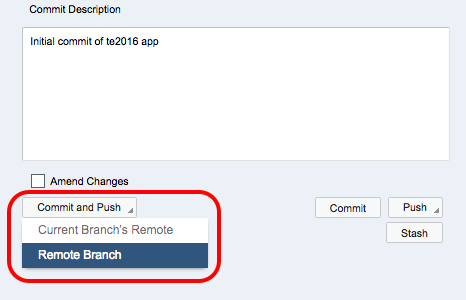 Commit Description
Initial commit of te2016 app
Amend Changes
Commit and Push
Commit
Push
Current Branch's Remote
Stash
Remote Branch